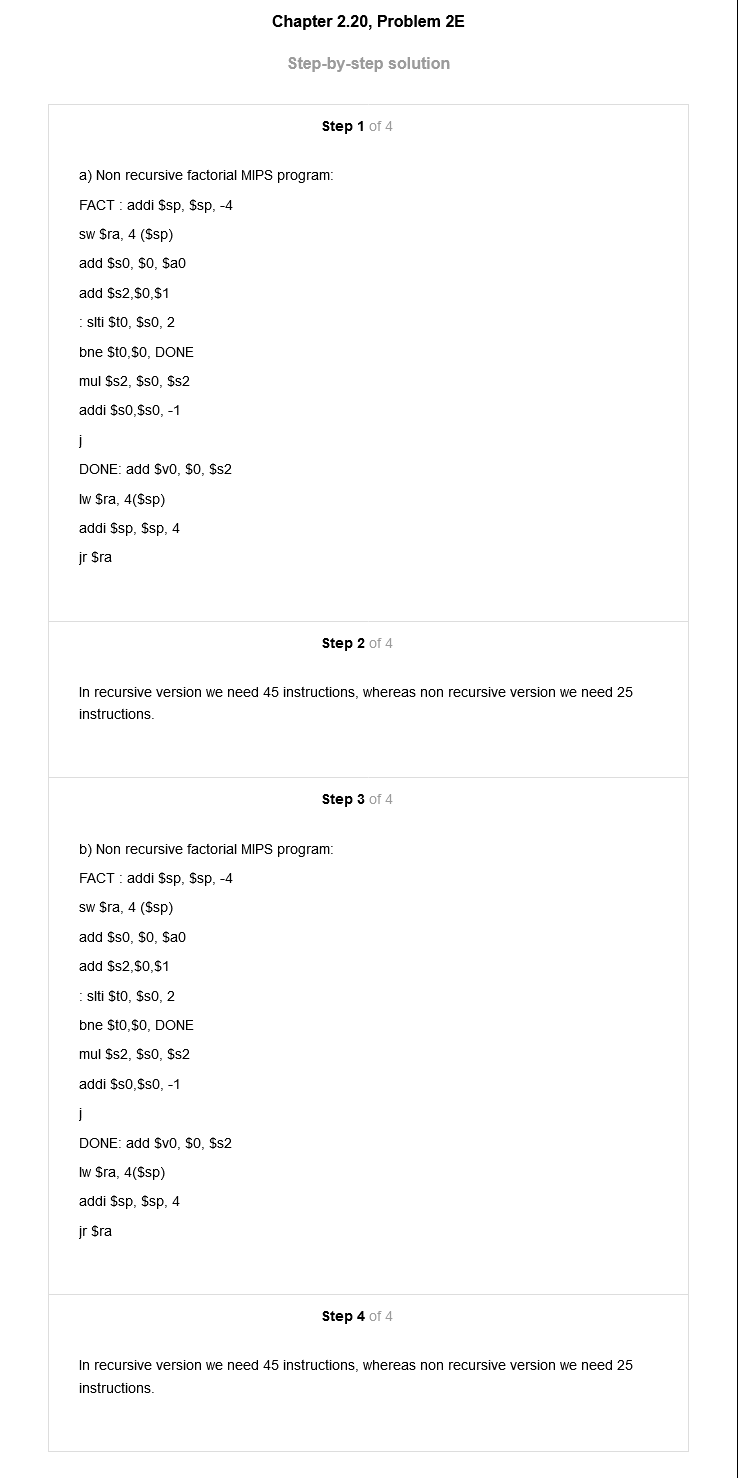 Chapter 2.20, Problem 2E
Step-by-step solution
Step 1 of 4
a) Non recursive factorial MIPS program:
FACT : addi $sp, $sp, -4
sw $ra, 4 ($sp)
add $s0, $0, $a0
add $s2,$0,$1
: slti $t0, $s0, 2
bne $t0,$0, DONE
mul $s2, $s0, $s2
addi $s0,$s0, -1
j
DONE: add $v0, $0, $s2
lw $ra, 4($sp)
addi $sp, $sp, 4
jr $ra
Step 2 of 4
In recursive version we need 45 instructions, whereas non recursive version we need 25
instructions.
Step 3 of 4
b) Non recursive factorial MIPS program:
FACT : addi $sp, $sp, -4
sw $ra, 4 ($sp)
add $s0, $0, $a0
add $s2,$0,$1
: slti $t0, $s0, 2
bne $t0,$0, DONE
mul $s2, $s0, $s2
addi $s0,$s0, -1
j
DONE: add $v0, $0, $s2
lw $ra, 4($sp)
addi $sp, $sp, 4
jr $ra
Step 4 of 4
In recursive version we need 45 instructions, whereas non recursive version we need 25
instructions.